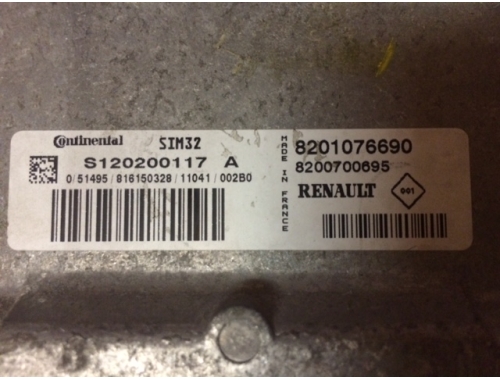 Continental SIM32
S120200117 A
0/51495/816150328/11041/002B0
MADE IN FRANCE
8201076690
8200700695
RENAULT 001